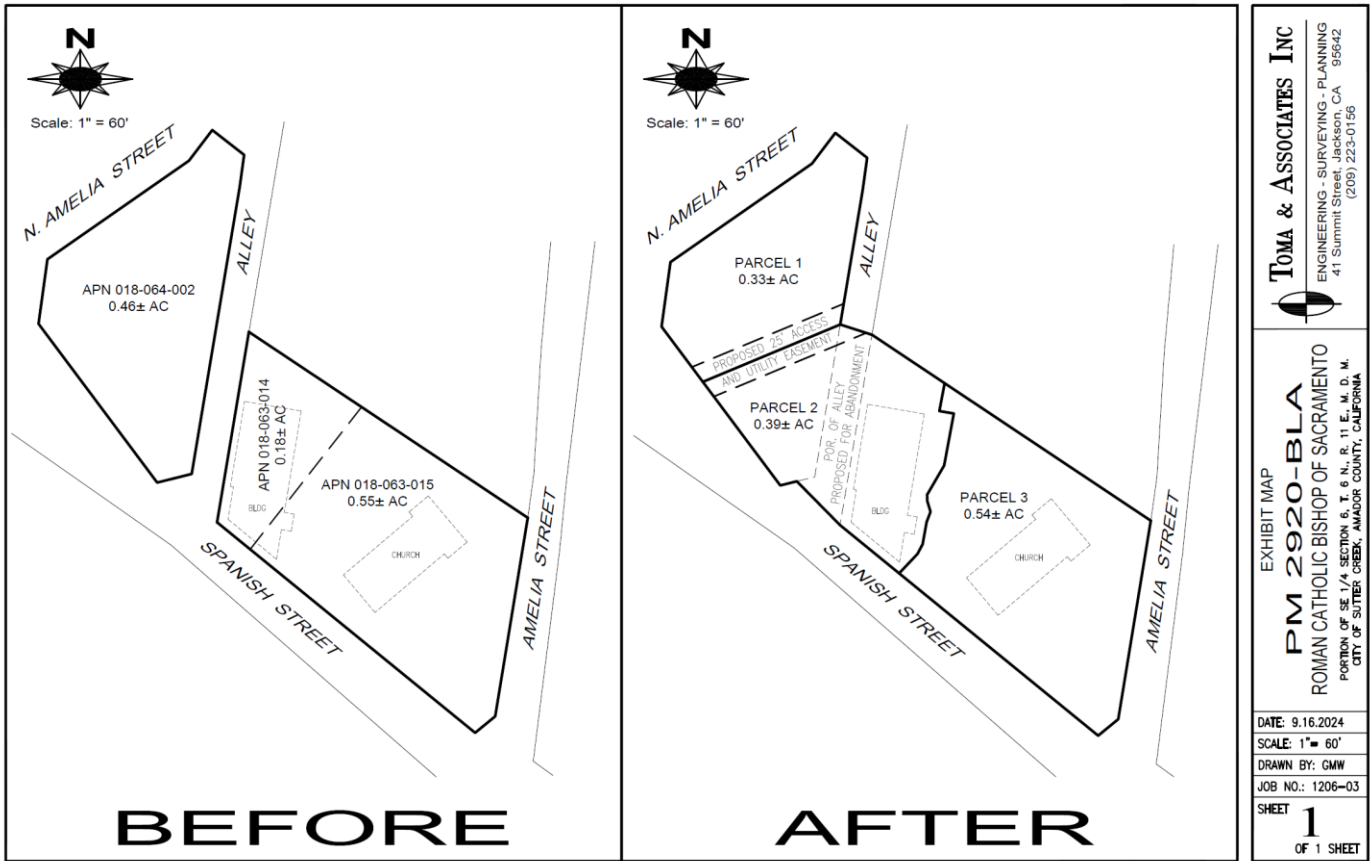 N
Scale: 1" = 60'
N. AMELIA STREET
ALLEY
APN 018-064-002
0.46± AC
APN 018-063-014
0.18± AC
BLDG
APN 018-063-015
0.55± AC
CHURCH
SPANISH STREET
AMELIA STREET
BEFORE
N
Scale: 1" = 60'
N. AMELIA STREET
ALLEY
PARCEL 1
0.33± AC
PROPOSED 25' ACCESS
AND UTILITY EASEMENT
PARCEL 2
0.39± AC
POR. OF ALLEY
PROPOSED FOR ABANDONMENT
BLDG
PARCEL 3
0.54± AC
CHURCH
SPANISH STREET
AMELIA STREET
AFTER
TOMA & ASSOCIATES INC
ENGINEERING - SURVEYING - PLANNING
41 Summit Street, Jackson, CA 95642
(209) 223-0156
EXHIBIT MAP
PM 2920-BLA
ROMAN CATHOLIC BISHOP OF SACRAMENTO
PORTION OF SE 1/4 SECTION 6, T. 6 N., R. 11 E., M. D. M.
CITY OF SUTTER CREEK, AMADOR COUNTY, CALIFORNIA
DATE: 9.16.2024
SCALE: 1"= 60'
DRAWN BY: GMW
JOB NO.: 1206-03
SHEET
1
OF 1 SHEET